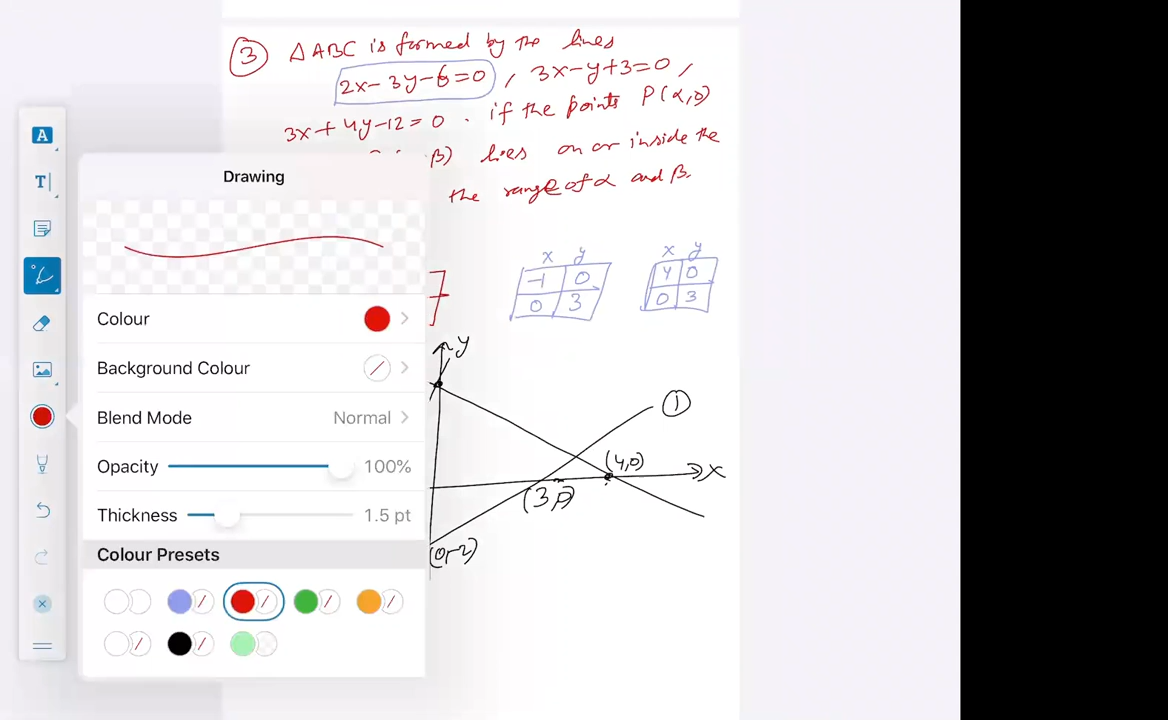 3 △ABC is formed by the lines
2x-3y-6=0, 3x-y+3=0,
3x+4y-12=0. if the points P(α,0)
β) lies on or inside the
the range of α and β.
A
T
Drawing
Colour
Background Colour
Blend Mode Normal
Opacity 100%
Thickness 1.5 pt
Colour Presets
x y
-1 0
0 3
x y
4 0
0 3
y
1
(4,0)
x
(3,0)
(0,-2)